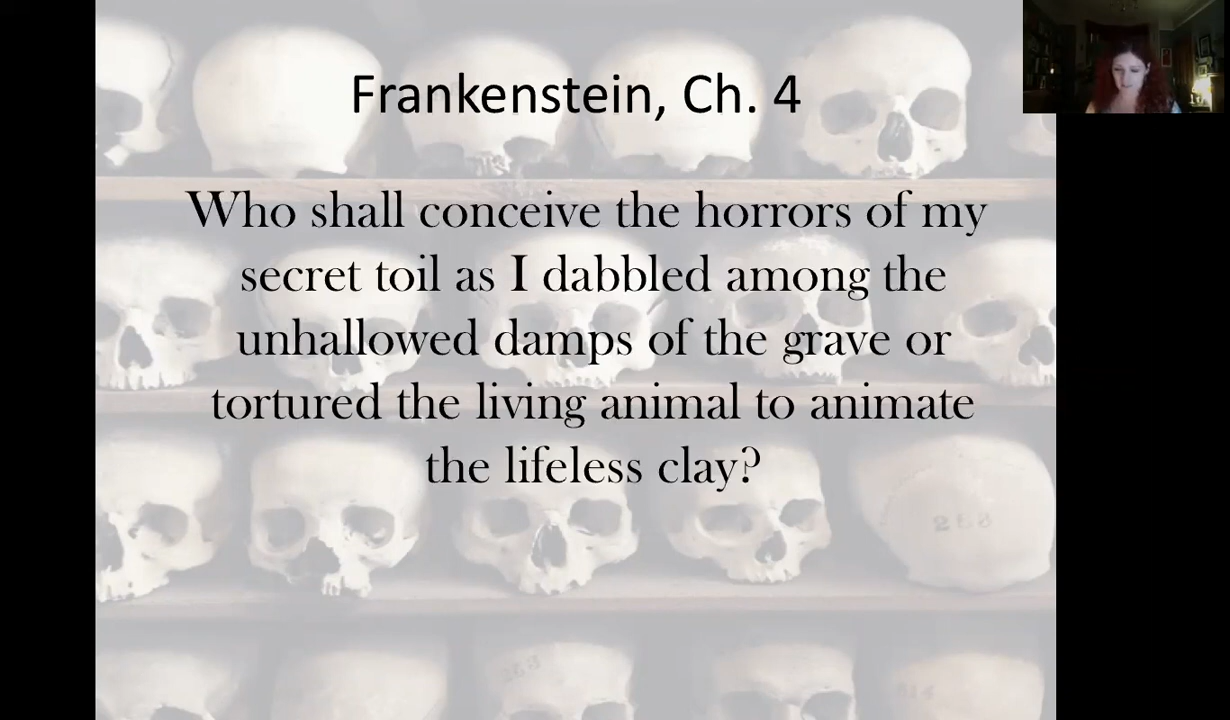 Frankenstein, Ch. 4
Who shall conceive the horrors of my
secret toil as I dabbled among the
unhallowed damps of the grave or
tortured the living animal to animate
the lifeless clay?